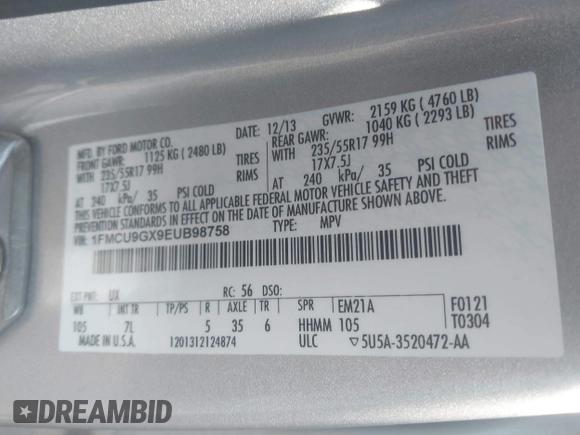 MFD. BY FORD MOTOR CO.
DATE: 12/13 GVWR: 2159 KG ( 4760 LB)
FRONT GAWR: 1125 KG ( 2480 LB)
REAR GAWR: 1040 KG ( 2293 LB)
WITH 235/55R17 99H TIRES
WITH 235/55R17 99H TIRES
17X7.5J RIMS
17X7.5J RIMS
AT 240 kPa/ 35 PSI COLD
AT 240 kPa/ 35 PSI COLD
THIS VEHICLE CONFORMS TO ALL APPLICABLE FEDERAL MOTOR VEHICLE SAFETY AND THEFT
PREVENTION STANDARDS IN EFFECT ON THE DATE OF MANUFACTURE SHOWN ABOVE.
VIN: 1FMCU9GX9EUB98758 TYPE: MPV
EXT PNT: UX RC: 56 DSO:
WB INT TR TP/PS R AXLE TR SPR EM21A F0121
105 7L 5 35 6 HHMM 105 T0304
MADE IN U.S.A. 1201312124874 ULC ▽5U5A-3520472-AA
DREAMBID